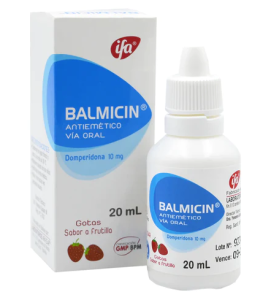 ifa
BALMICIN®
ANTIEMÉTICO
VÍA ORAL
Domperidona 10 mg
Gotas
Sabor a frutilla
GMP BPM
20 mL
ifa
BALMICIN®
ANTIEMÉTICO
VÍA ORAL
Domperidona 10 mg
Gotas
Sabor a frutilla
20 mL
Lote Nº
Vence: